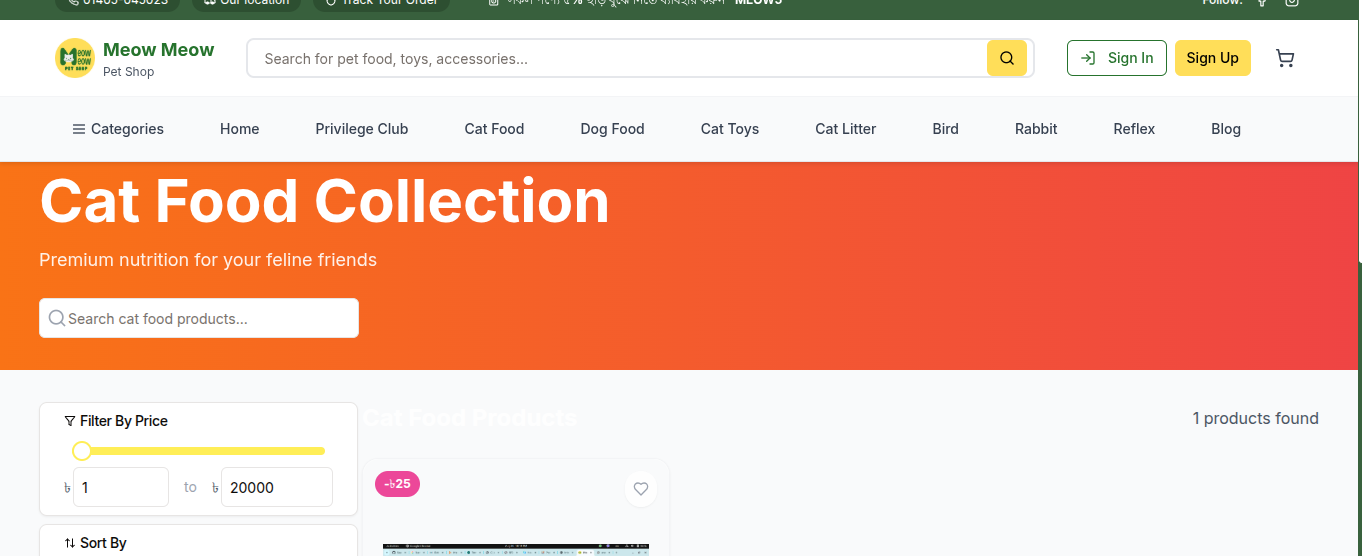 Our location
Track Your Order
MEOW5
Follow:
Meow Meow
Pet Shop
Search for pet food, toys, accessories...
Sign In
Sign Up
Categories
Home
Privilege Club
Cat Food
Dog Food
Cat Toys
Cat Litter
Bird
Rabbit
Reflex
Blog
Cat Food Collection
Premium nutrition for your feline friends
Search cat food products...
Filter By Price
৳ 1 to ৳ 20000
Sort By
Cat Food Products
1 products found
-৳25